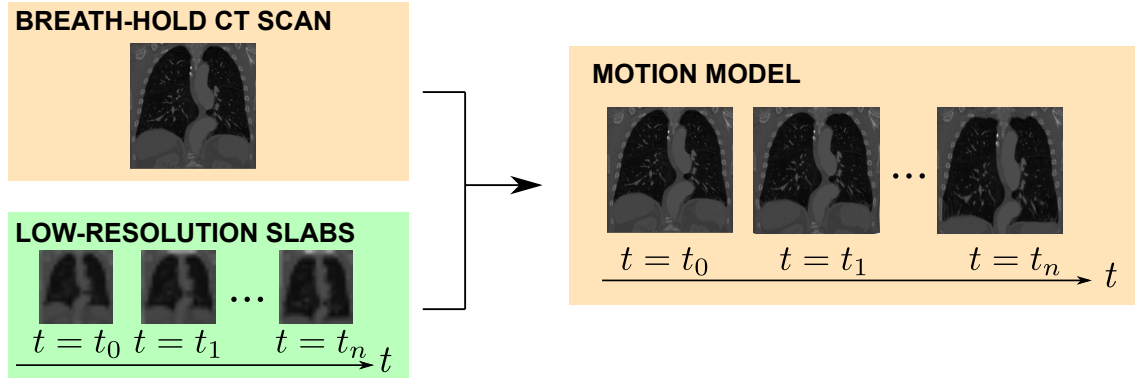 BREATH-HOLD CT SCAN
LOW-RESOLUTION SLABS
...
t = t₀ t = t₁ t = tₙ
t
MOTION MODEL
...
t = t₀ t = t₁ t = tₙ
t